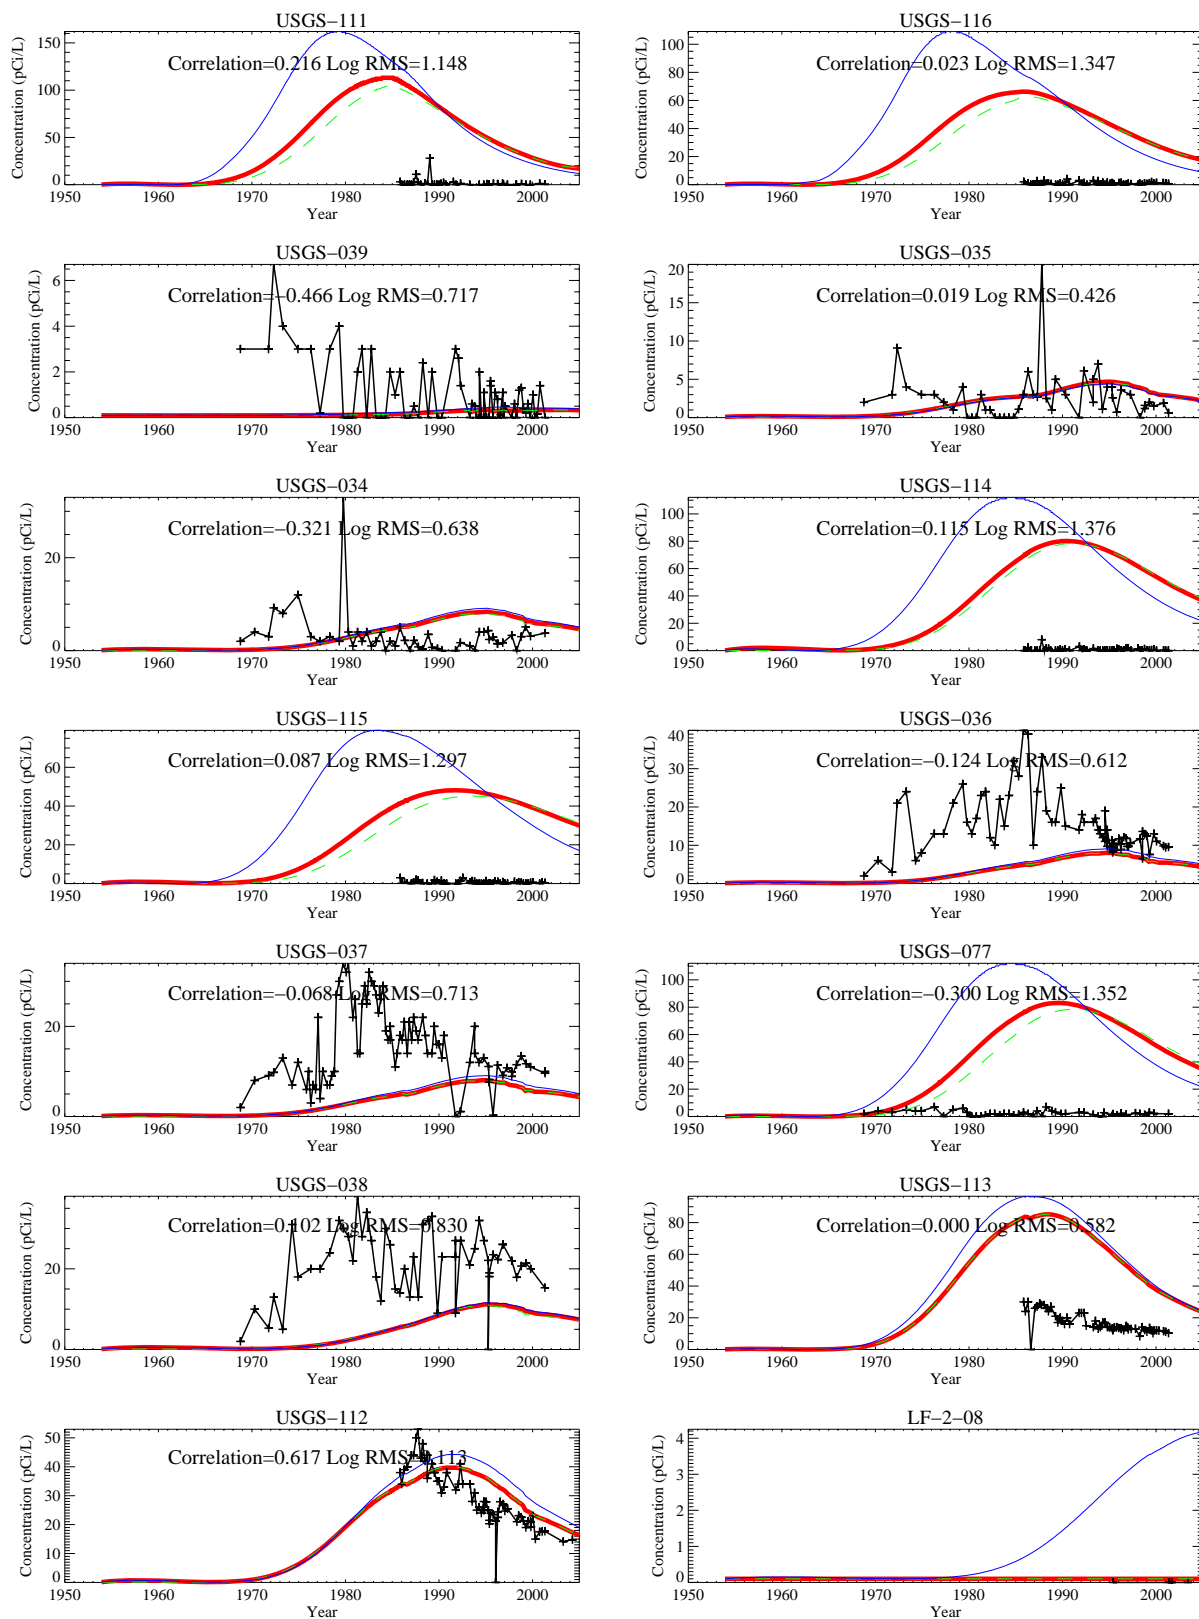 USGS−111
Concentration (pCi/L)
150
100
50
0
Correlation=0.216 Log RMS=1.148
1950 1960 1970 1980 1990 2000
Year
USGS−116
Concentration (pCi/L)
100
80
60
40
20
0
Correlation=0.023 Log RMS=1.347
1950 1960 1970 1980 1990 2000
Year
USGS−039
Concentration (pCi/L)
6
4
2
0
Correlation=−0.466 Log RMS=0.717
1950 1960 1970 1980 1990 2000
Year
USGS−035
Concentration (pCi/L)
20
15
10
5
0
Correlation=0.019 Log RMS=0.426
1950 1960 1970 1980 1990 2000
Year
USGS−034
Concentration (pCi/L)
20
0
Correlation=−0.321 Log RMS=0.638
1950 1960 1970 1980 1990 2000
Year
USGS−114
Concentration (pCi/L)
100
80
60
40
20
0
Correlation=0.115 Log RMS=1.376
1950 1960 1970 1980 1990 2000
Year
USGS−115
Concentration (pCi/L)
60
40
20
0
Correlation=0.087 Log RMS=1.297
1950 1960 1970 1980 1990 2000
Year
USGS−036
Concentration (pCi/L)
40
30
20
10
0
Correlation=−0.124 Log RMS=0.612
1950 1960 1970 1980 1990 2000
Year
USGS−037
Concentration (pCi/L)
20
0
Correlation=−0.068 Log RMS=0.713
1950 1960 1970 1980 1990 2000
Year
USGS−077
Concentration (pCi/L)
100
80
60
40
20
0
Correlation=−0.300 Log RMS=1.352
1950 1960 1970 1980 1990 2000
Year
USGS−038
Concentration (pCi/L)
20
0
Correlation=0.102 Log RMS=0.830
1950 1960 1970 1980 1990 2000
Year
USGS−113
Concentration (pCi/L)
80
60
40
20
0
Correlation=0.000 Log RMS=0.582
1950 1960 1970 1980 1990 2000
Year
USGS−112
Concentration (pCi/L)
50
40
30
20
10
0
Correlation=0.617 Log RMS=0.113
1950 1960 1970 1980 1990 2000
Year
LF−2−08
Concentration (pCi/L)
4
3
2
1
0
1950 1960 1970 1980 1990 2000
Year